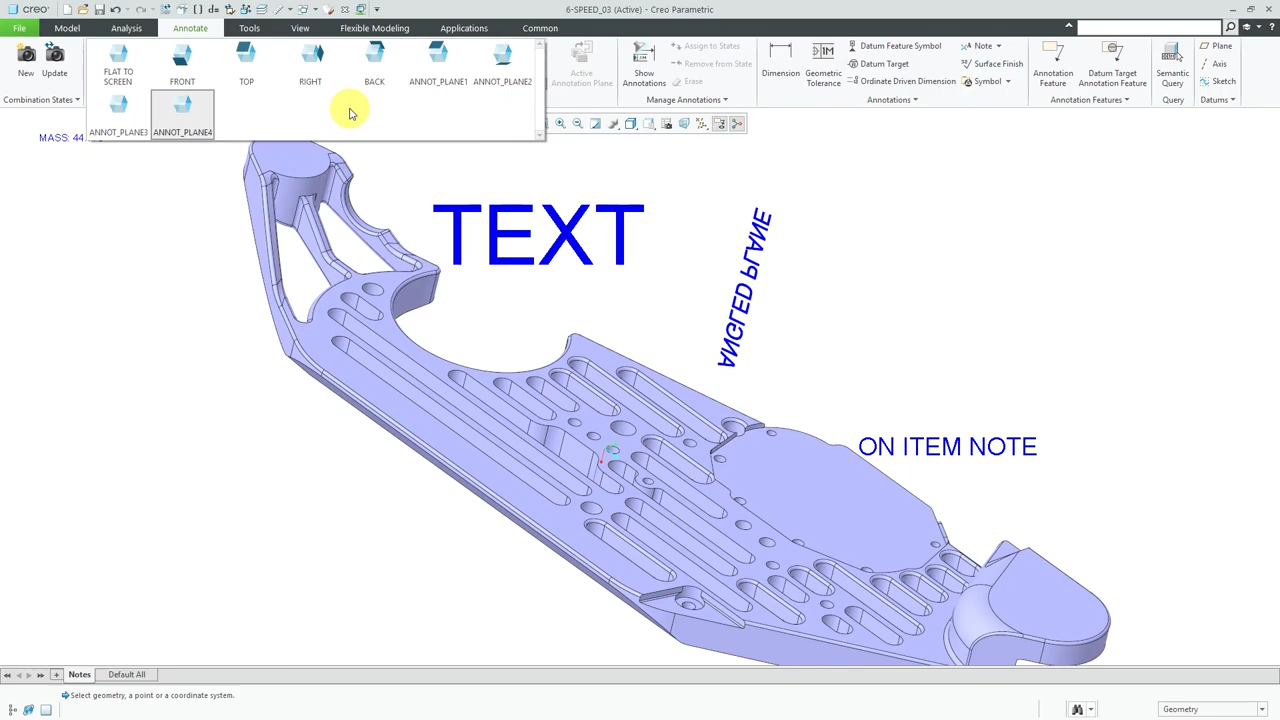 creo
6-SPEED_03 (Active) - Creo Parametric
File
Model
Analysis
Annotate
Tools
View
Flexible Modeling
Applications
Common
New
Update
Combination States
FLAT TO SCREEN
FRONT
TOP
RIGHT
BACK
ANNOT_PLANE1
ANNOT_PLANE2
ANNOT_PLANE3
ANNOT_PLANE4
Active Annotation Plane
Show Annotations
Assign to States
Remove from State
Erase
Manage Annotations
Dimension
Geometric Tolerance
Datum Feature Symbol
Datum Target
Ordinate Driven Dimension
Note
Surface Finish
Symbol
Annotations
Annotation Feature
Datum Target Annotation Feature
Annotation Features
Semantic Query
Query
Plane
Axis
Sketch
Datums
MASS: 44
TEXT
ANGLED PLANE
ON ITEM NOTE
Notes
Default All
Select geometry, a point or a coordinate system.
Geometry